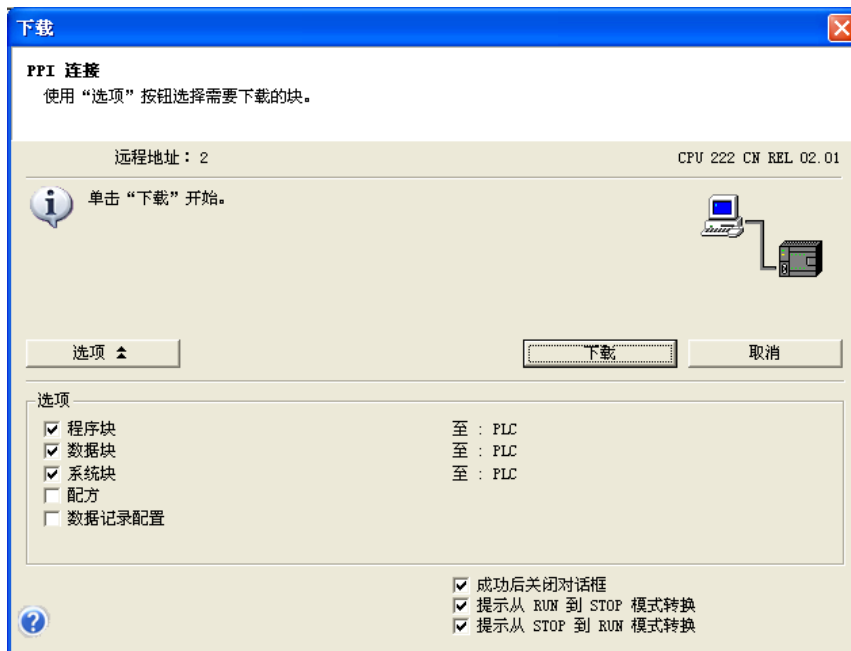 下载
PPI 连接
使用“选项”按钮选择需要下载的块。
远程地址：2
CPU 222 CN REL 02.01
单击“下载”开始。
选项
下载
取消
选项
程序块
至 : PLC
数据块
至 : PLC
系统块
至 : PLC
配方
数据记录配置
成功后关闭对话框
提示从 RUN 到 STOP 模式转换
提示从 STOP 到 RUN 模式转换